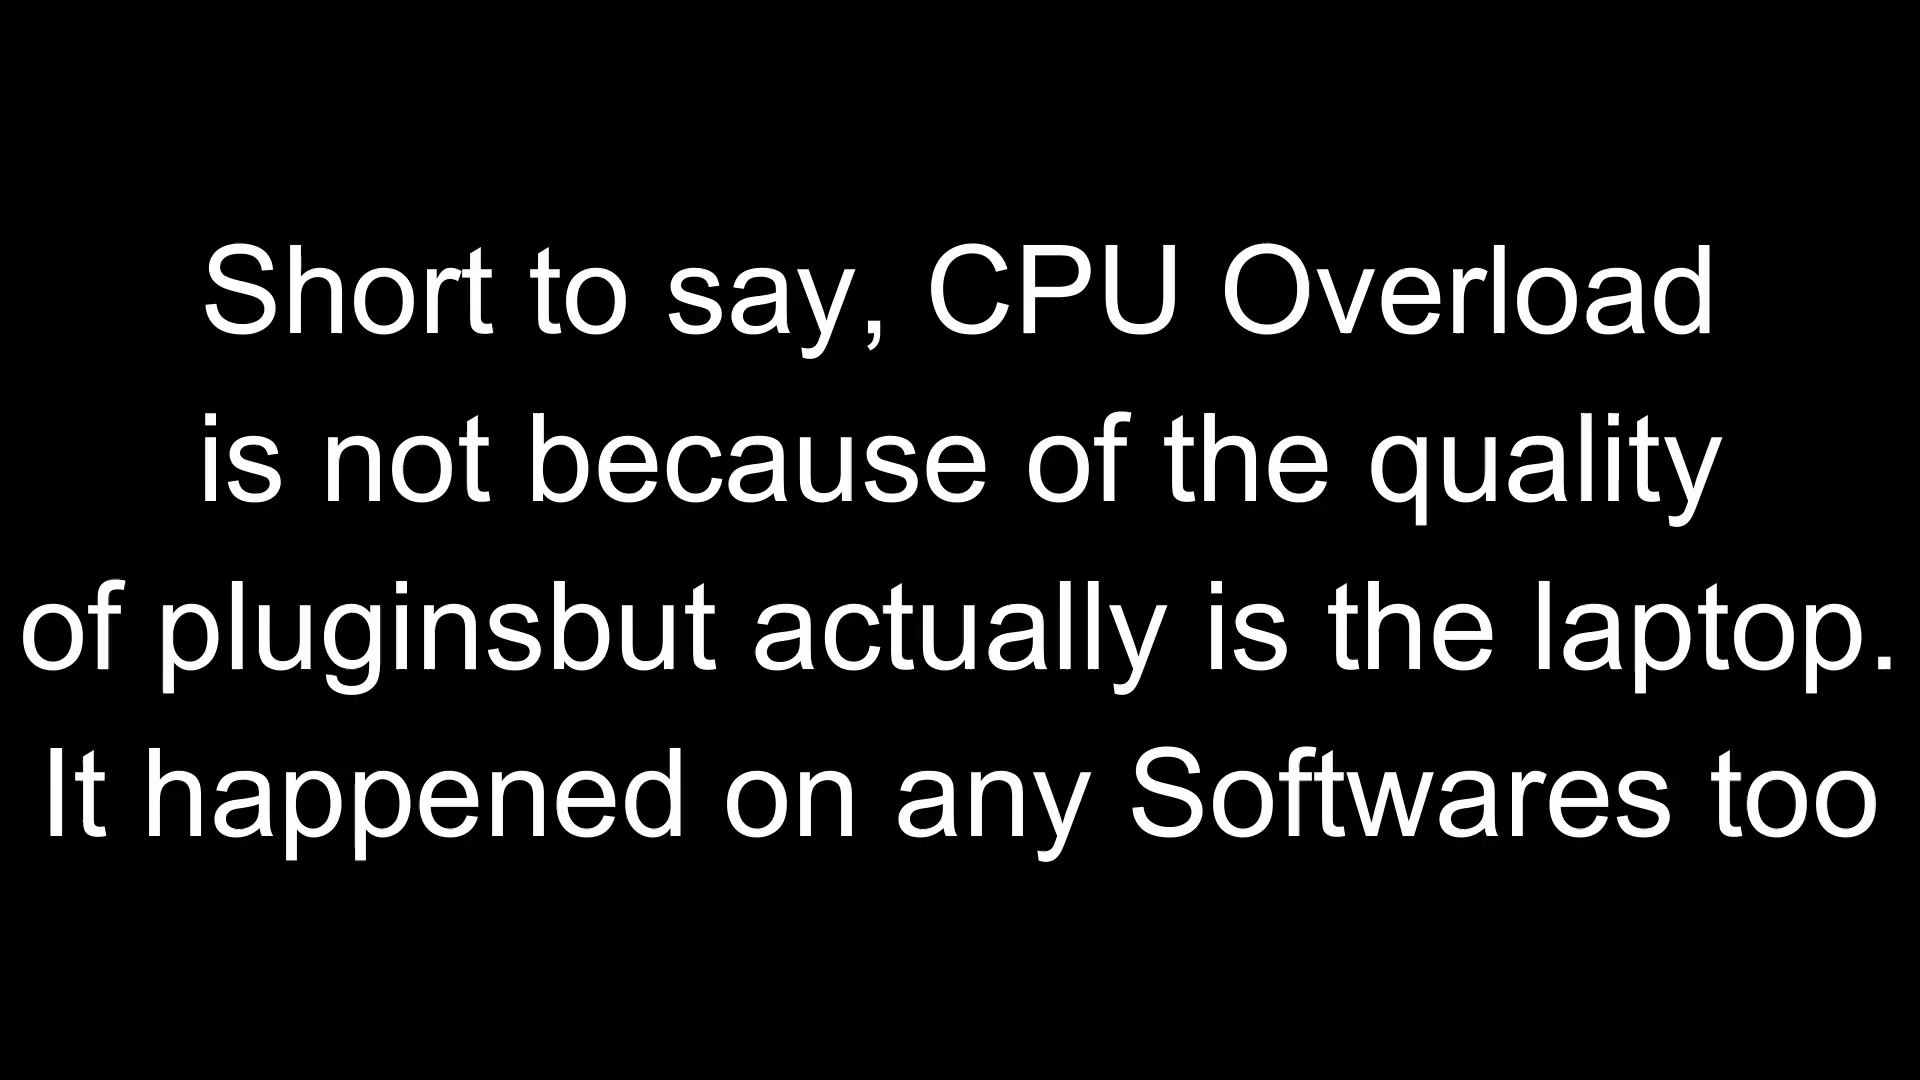 Short to say, CPU Overload
is not because of the quality
of pluginsbut actually is the laptop.
It happened on any Softwares too